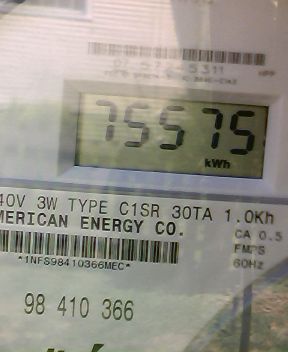 75575
kWh
40V 3W TYPE C1SR 30TA 1.0Kh
MERICAN ENERGY CO.
CA 0.5
60Hz
*1NFS98410366MEC*
98 410 366